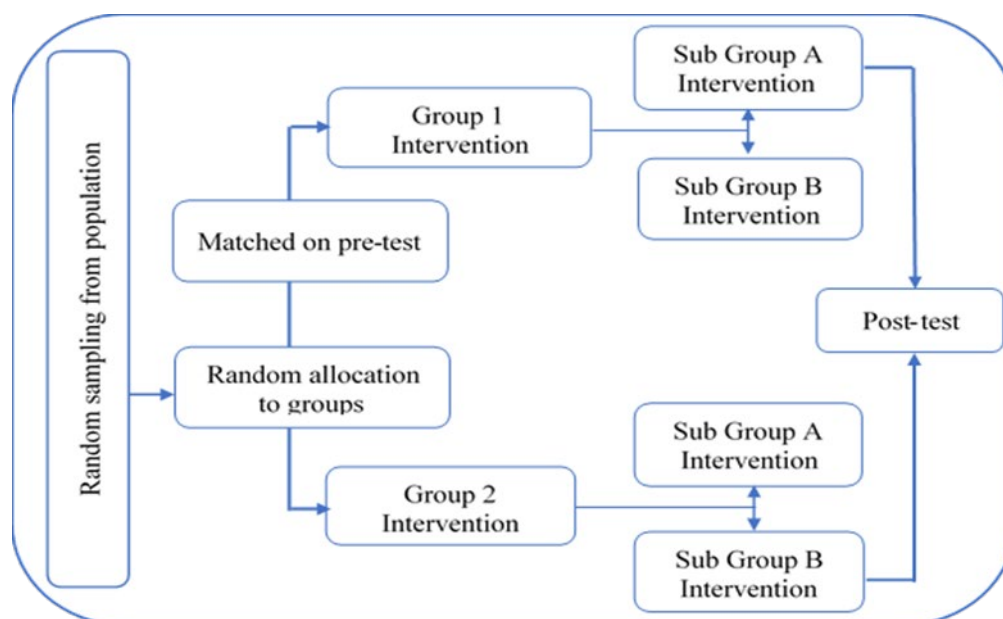 Random sampling from population
Matched on pre-test
Random allocation
to groups
Group 1
Intervention
Sub Group A
Intervention
Sub Group B
Intervention
Group 2
Intervention
Sub Group A
Intervention
Sub Group B
Intervention
Post-test